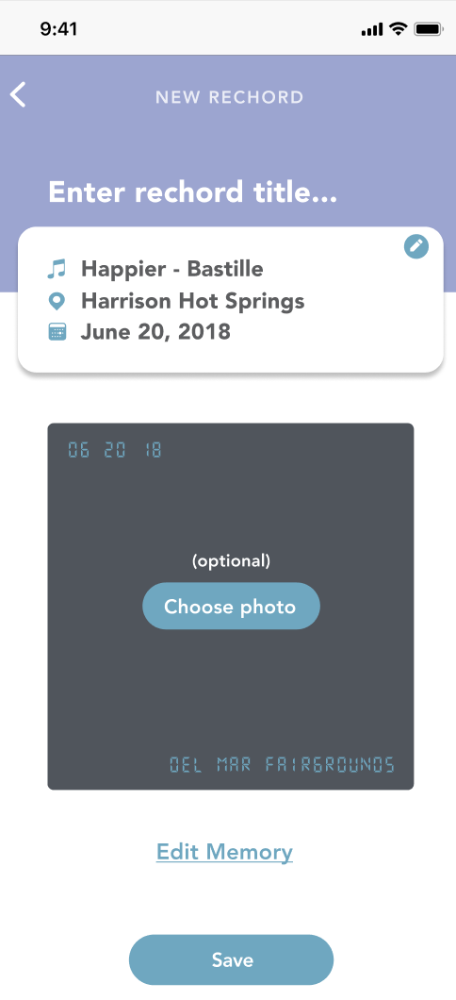 9:41
NEW RECHORD
Enter rechord title...
Happier - Bastille
Harrison Hot Springs
June 20, 2018
06 20 18
(optional)
Choose photo
DEL MAR FAIRGROUNDS
Edit Memory
Save